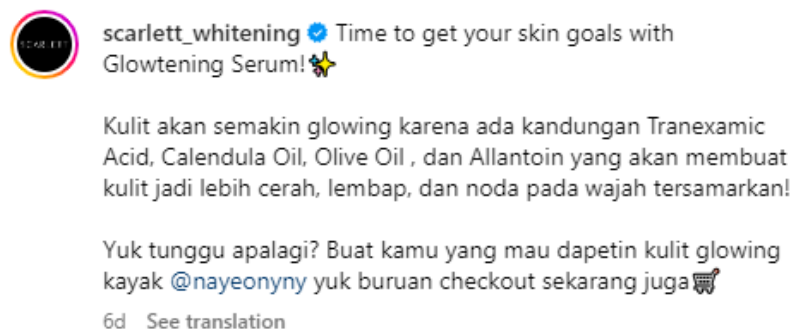 SCARLETT
scarlett_whitening Time to get your skin goals with
Glowtening Serum!✨
Kulit akan semakin glowing karena ada kandungan Tranexamic
Acid, Calendula Oil, Olive Oil , dan Allantoin yang akan membuat
kulit jadi lebih cerah, lembap, dan noda pada wajah tersamarkan!
Yuk tunggu apalagi? Buat kamu yang mau dapetin kulit glowing
kayak @nayeonyny yuk buruan checkout sekarang juga🛒
6d See translation